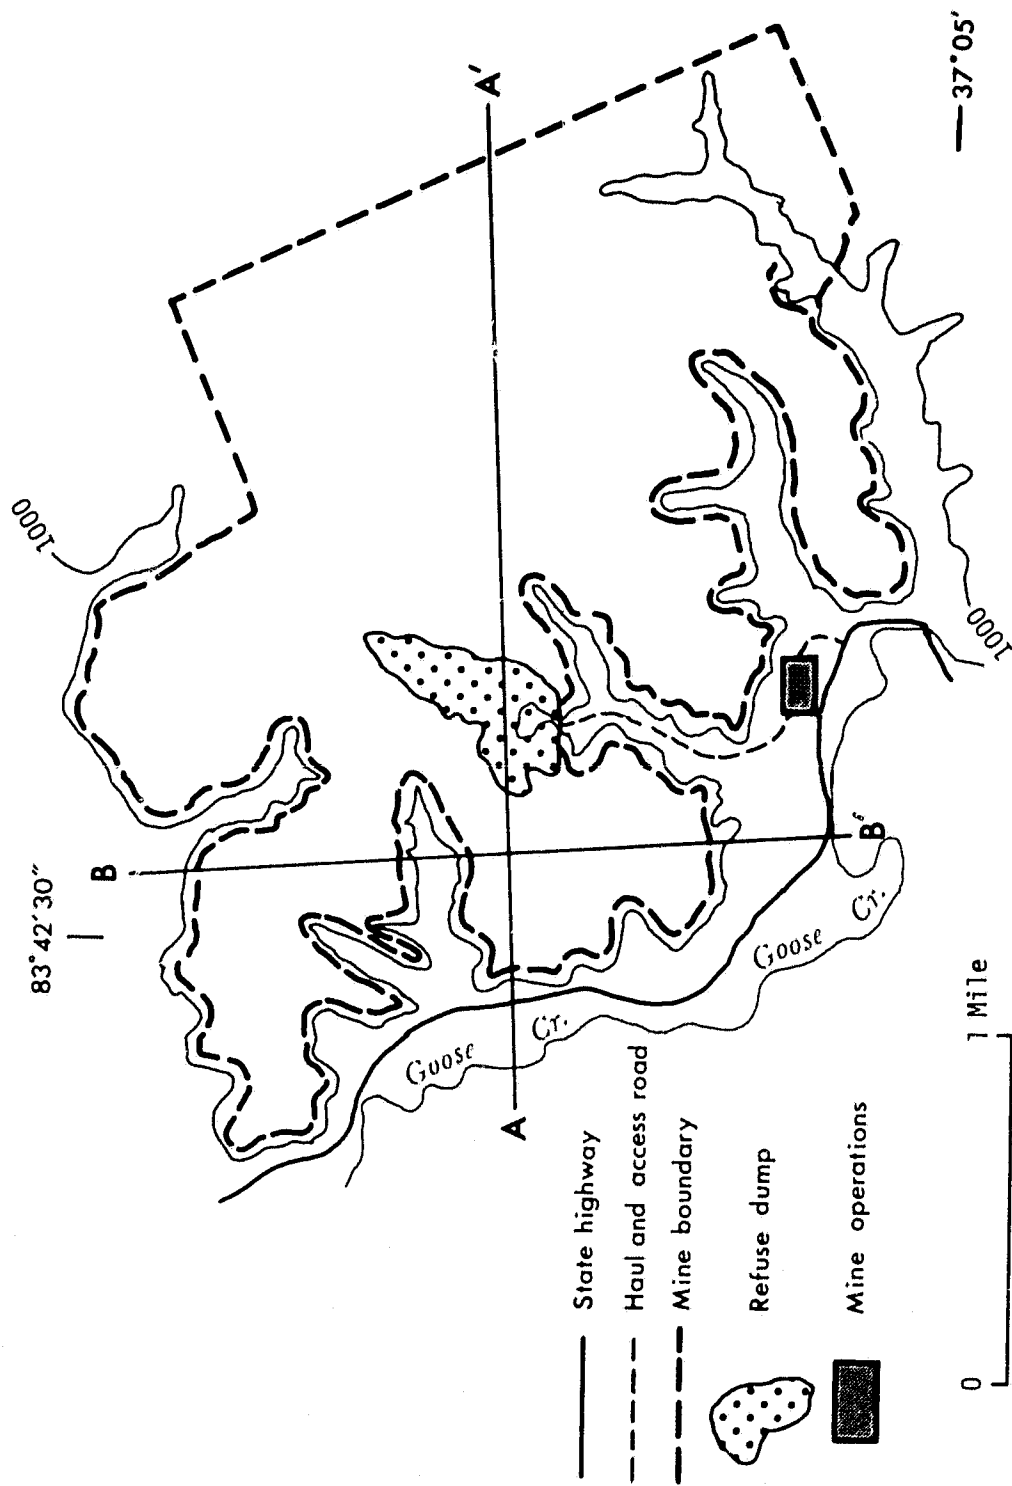 83°42'30"
1000
B
A'
37°05'
A
Goose Cr.
Goose Cr.
B'
1000
State highway
Haul and access road
Mine boundary
Refuse dump
Mine operations
0 1 Mile